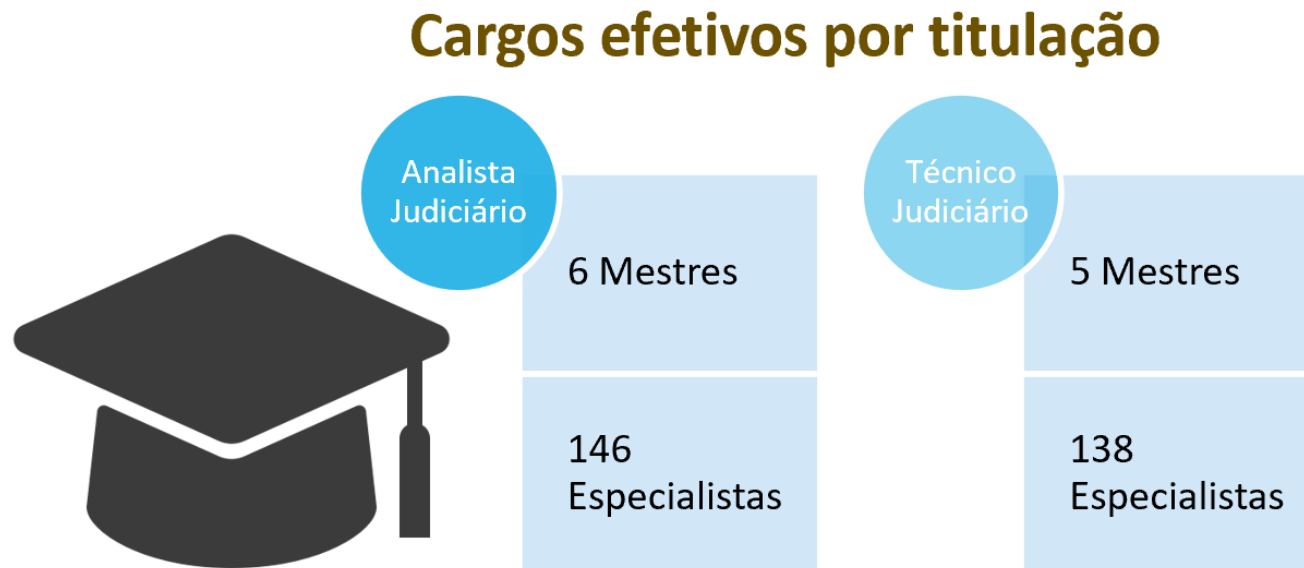 Cargos efetivos por titulação
Analista
Judiciário
6 Mestres
146
Especialistas
Técnico
Judiciário
5 Mestres
138
Especialistas